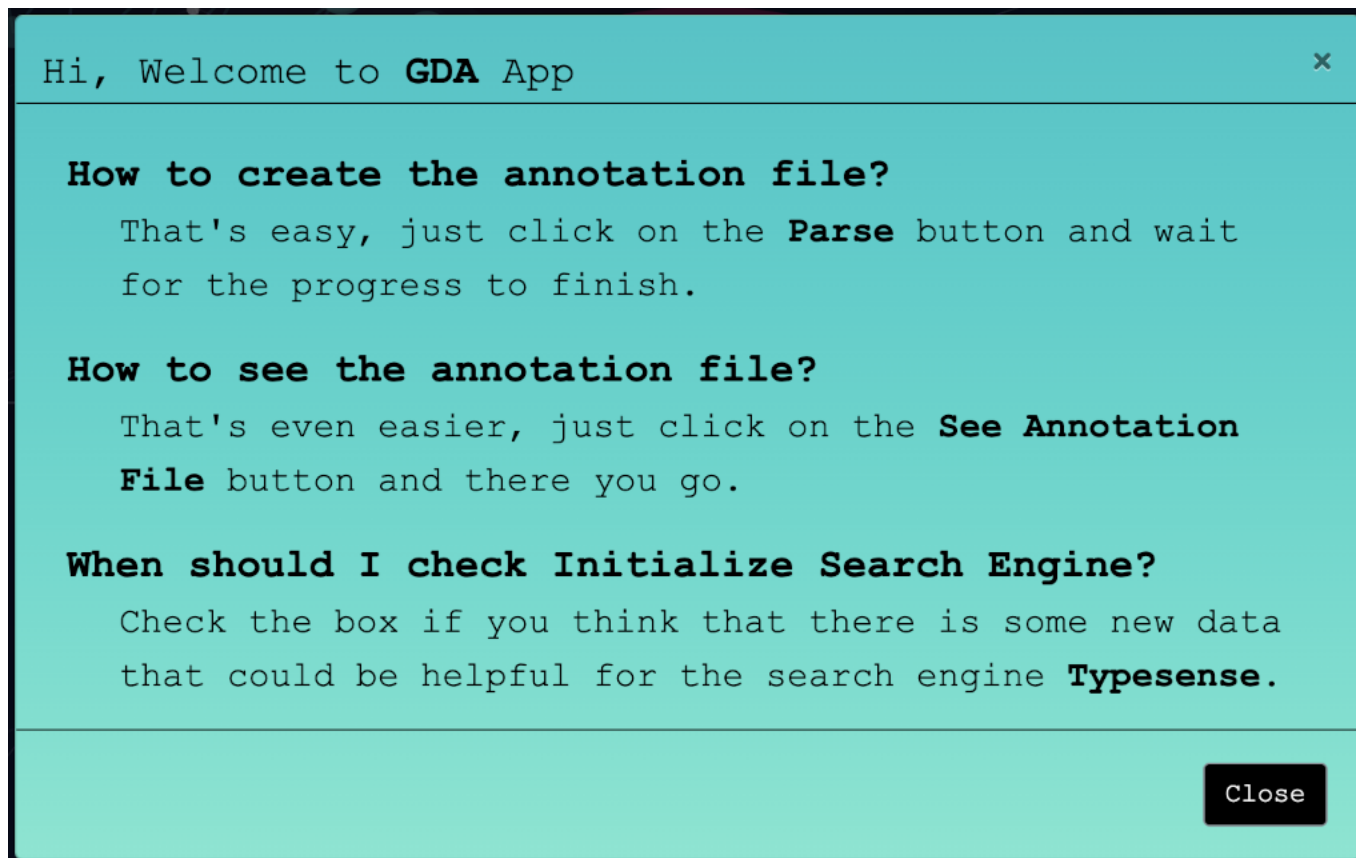 Hi, Welcome to GDA App
×
How to create the annotation file?
That's easy, just click on the Parse button and wait
for the progress to finish.
How to see the annotation file?
That's even easier, just click on the See Annotation
File button and there you go.
When should I check Initialize Search Engine?
Check the box if you think that there is some new data
that could be helpful for the search engine Typesense.
Close